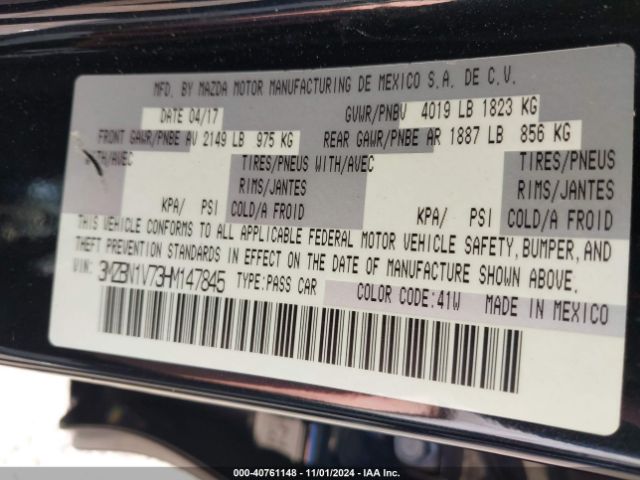 MFD. BY MAZDA MOTOR MANUFACTURING DE MEXICO S.A. DE C.V.
DATE 04/17 GVWR/PNBV 4019 LB 1823 KG
FRONT GAWR/PNBE AV 2149 LB 975 KG REAR GAWR/PNBE AR 1887 LB 856 KG
WITH/AVEC TIRES/PNEUS WITH/AVEC TIRES/PNEUS
RIMS/JANTES RIMS/JANTES
KPA/ PSI COLD/A FROID KPA/ PSI COLD/A FROID
THIS VEHICLE CONFORMS TO ALL APPLICABLE FEDERAL MOTOR VEHICLE SAFETY, BUMPER, AND
THEFT PREVENTION STANDARDS IN EFFECT ON THE DATE OF MANUFACTURE SHOWN ABOVE.
VIN: 3MZBN1V73HM147845 TYPE:PASS CAR COLOR CODE:41W MADE IN MEXICO
000-40761148 - 11/01/2024 - IAA Inc.